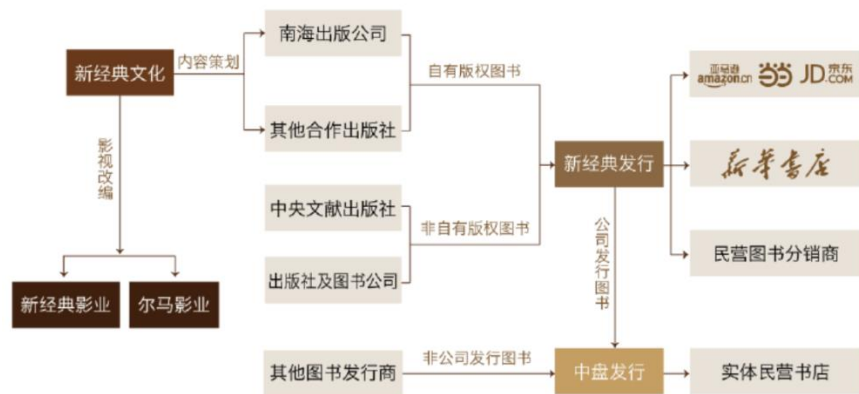 南海出版公司
新经典文化
内容策划
自有版权图书
亚马逊
amazon.cn
当当
JD.COM
京东
其他合作出版社
影视改编
新经典发行
新华书店
中央文献出版社
非自有版权图书
公司发行图书
民营图书分销商
出版社及图书公司
新经典影业
尔马影业
其他图书发行商
非公司发行图书
中盘发行
实体民营书店